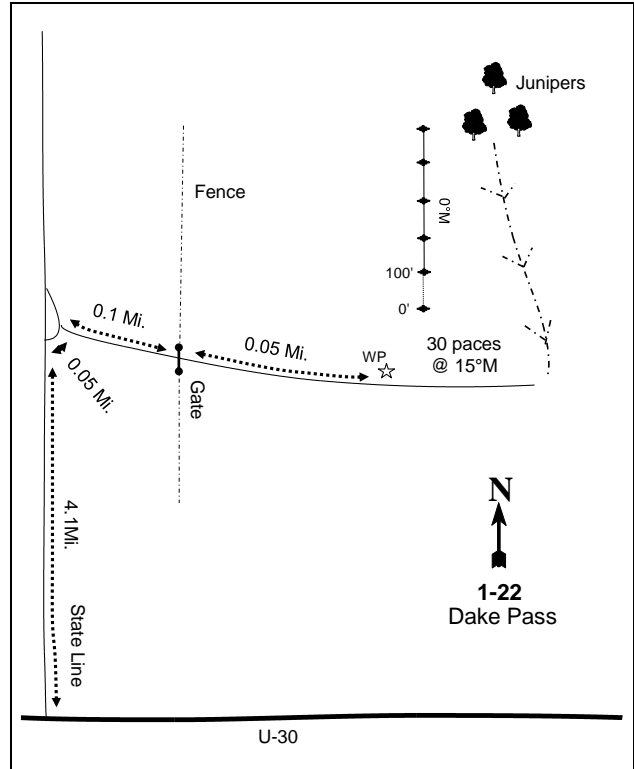 Junipers
Fence
0°M
100'
0'
0.1 Mi.
0.05 Mi.
WP
30 paces
@ 15°M
0.05 Mi.
Gate
N
4.1Mi.
1-22
Dake Pass
State Line
U-30